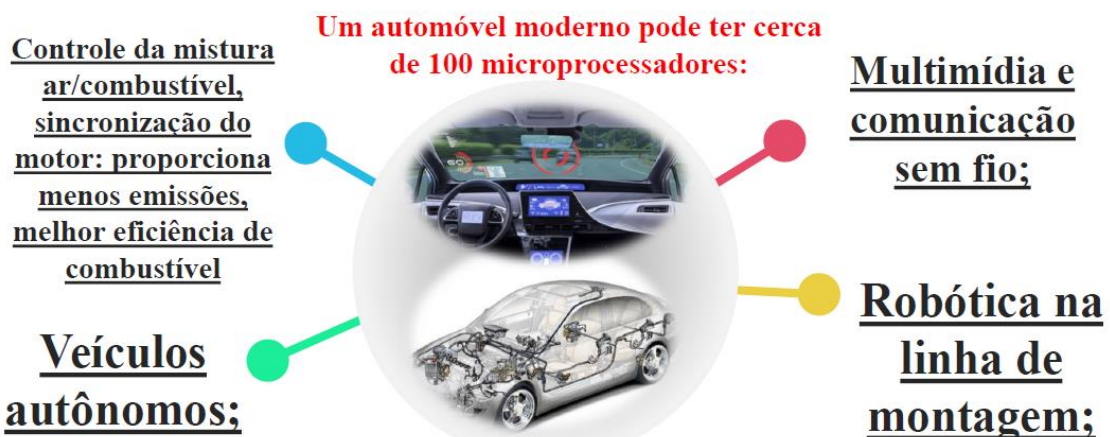 Um automóvel moderno pode ter cerca
de 100 microprocessadores:
Controle da mistura
ar/combustível,
sincronização do
motor: proporciona
menos emissões,
melhor eficiência de
combustível
Multimídia e
comunicação
sem fio;
Veículos
autônomos;
Robótica na
linha de
montagem;